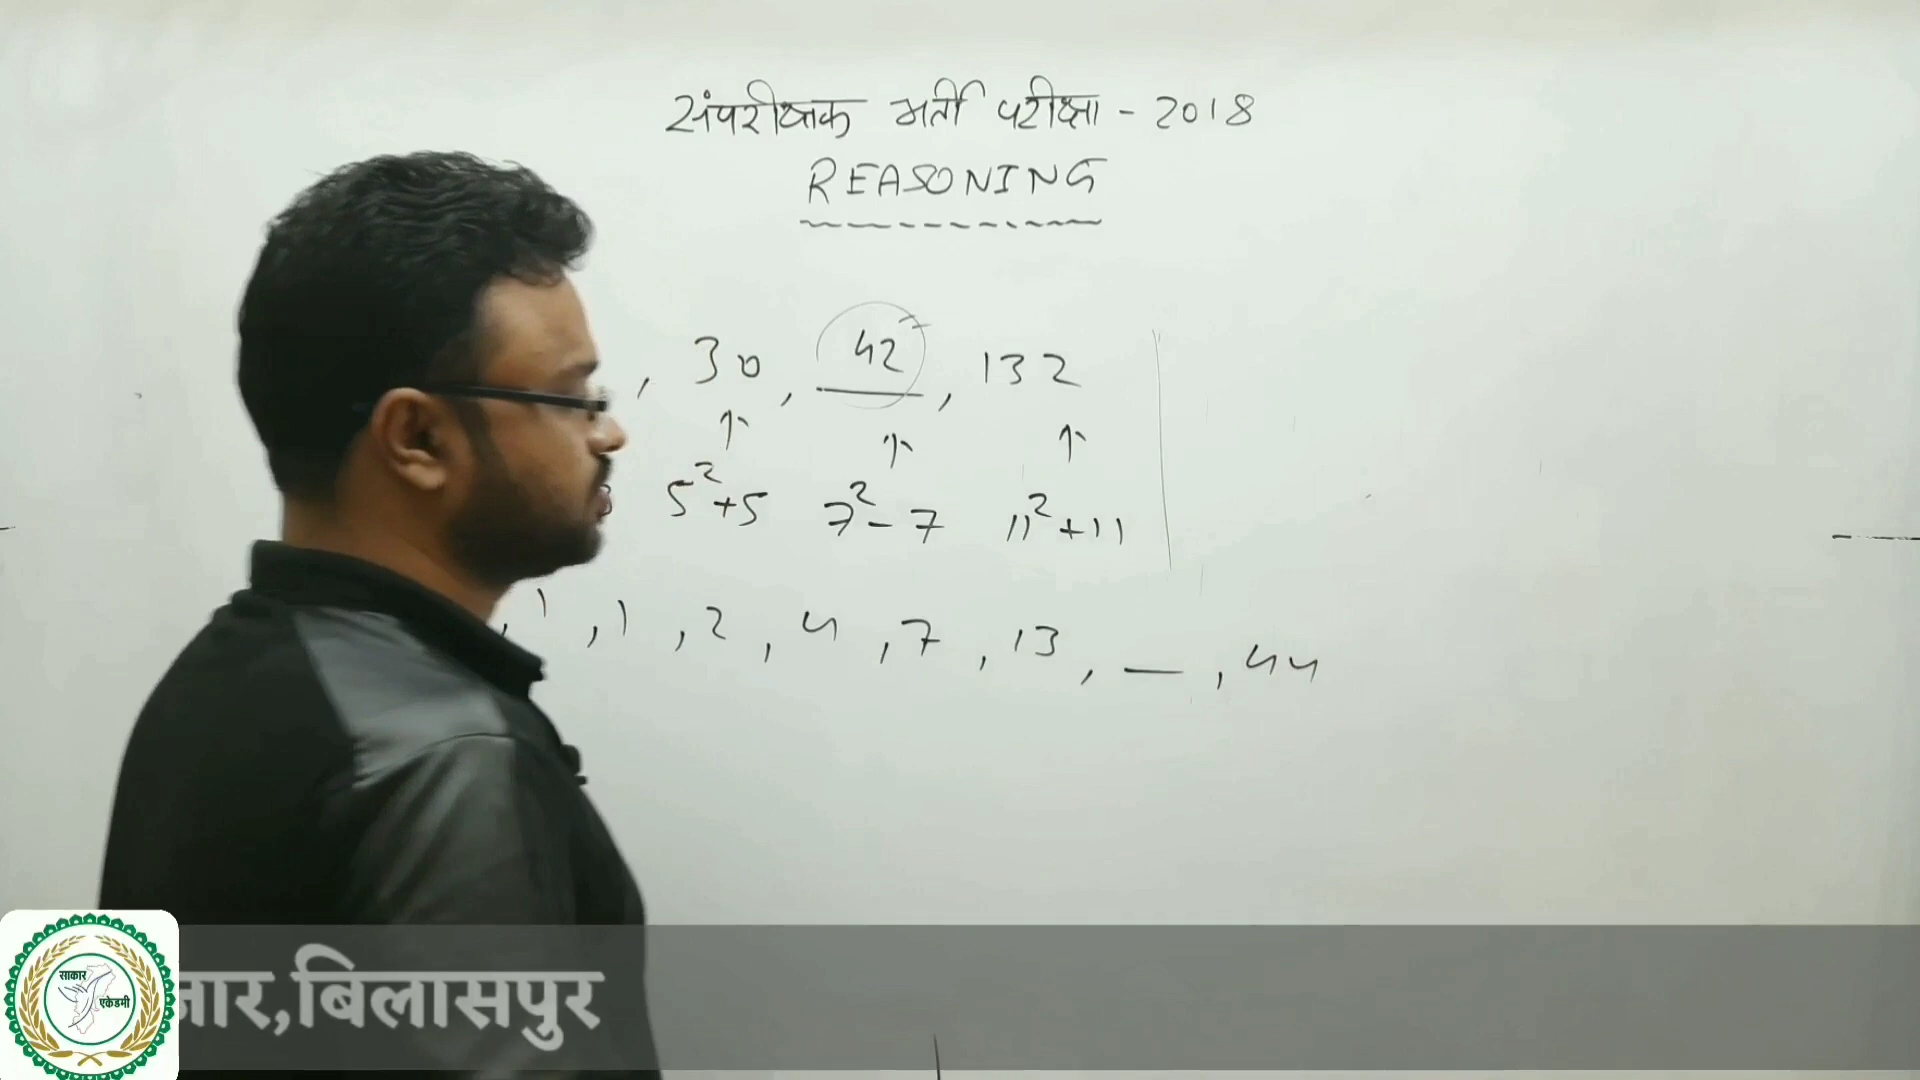 संपरीक्षक भर्ती परीक्षा - 2018
REASONING
, 30, 42, 132
5²+5 7²-7 11²+11
, 1, 1, 2, 4, 7, 13, _, 44
साकार
एकेडमी
जार,बिलासपुर